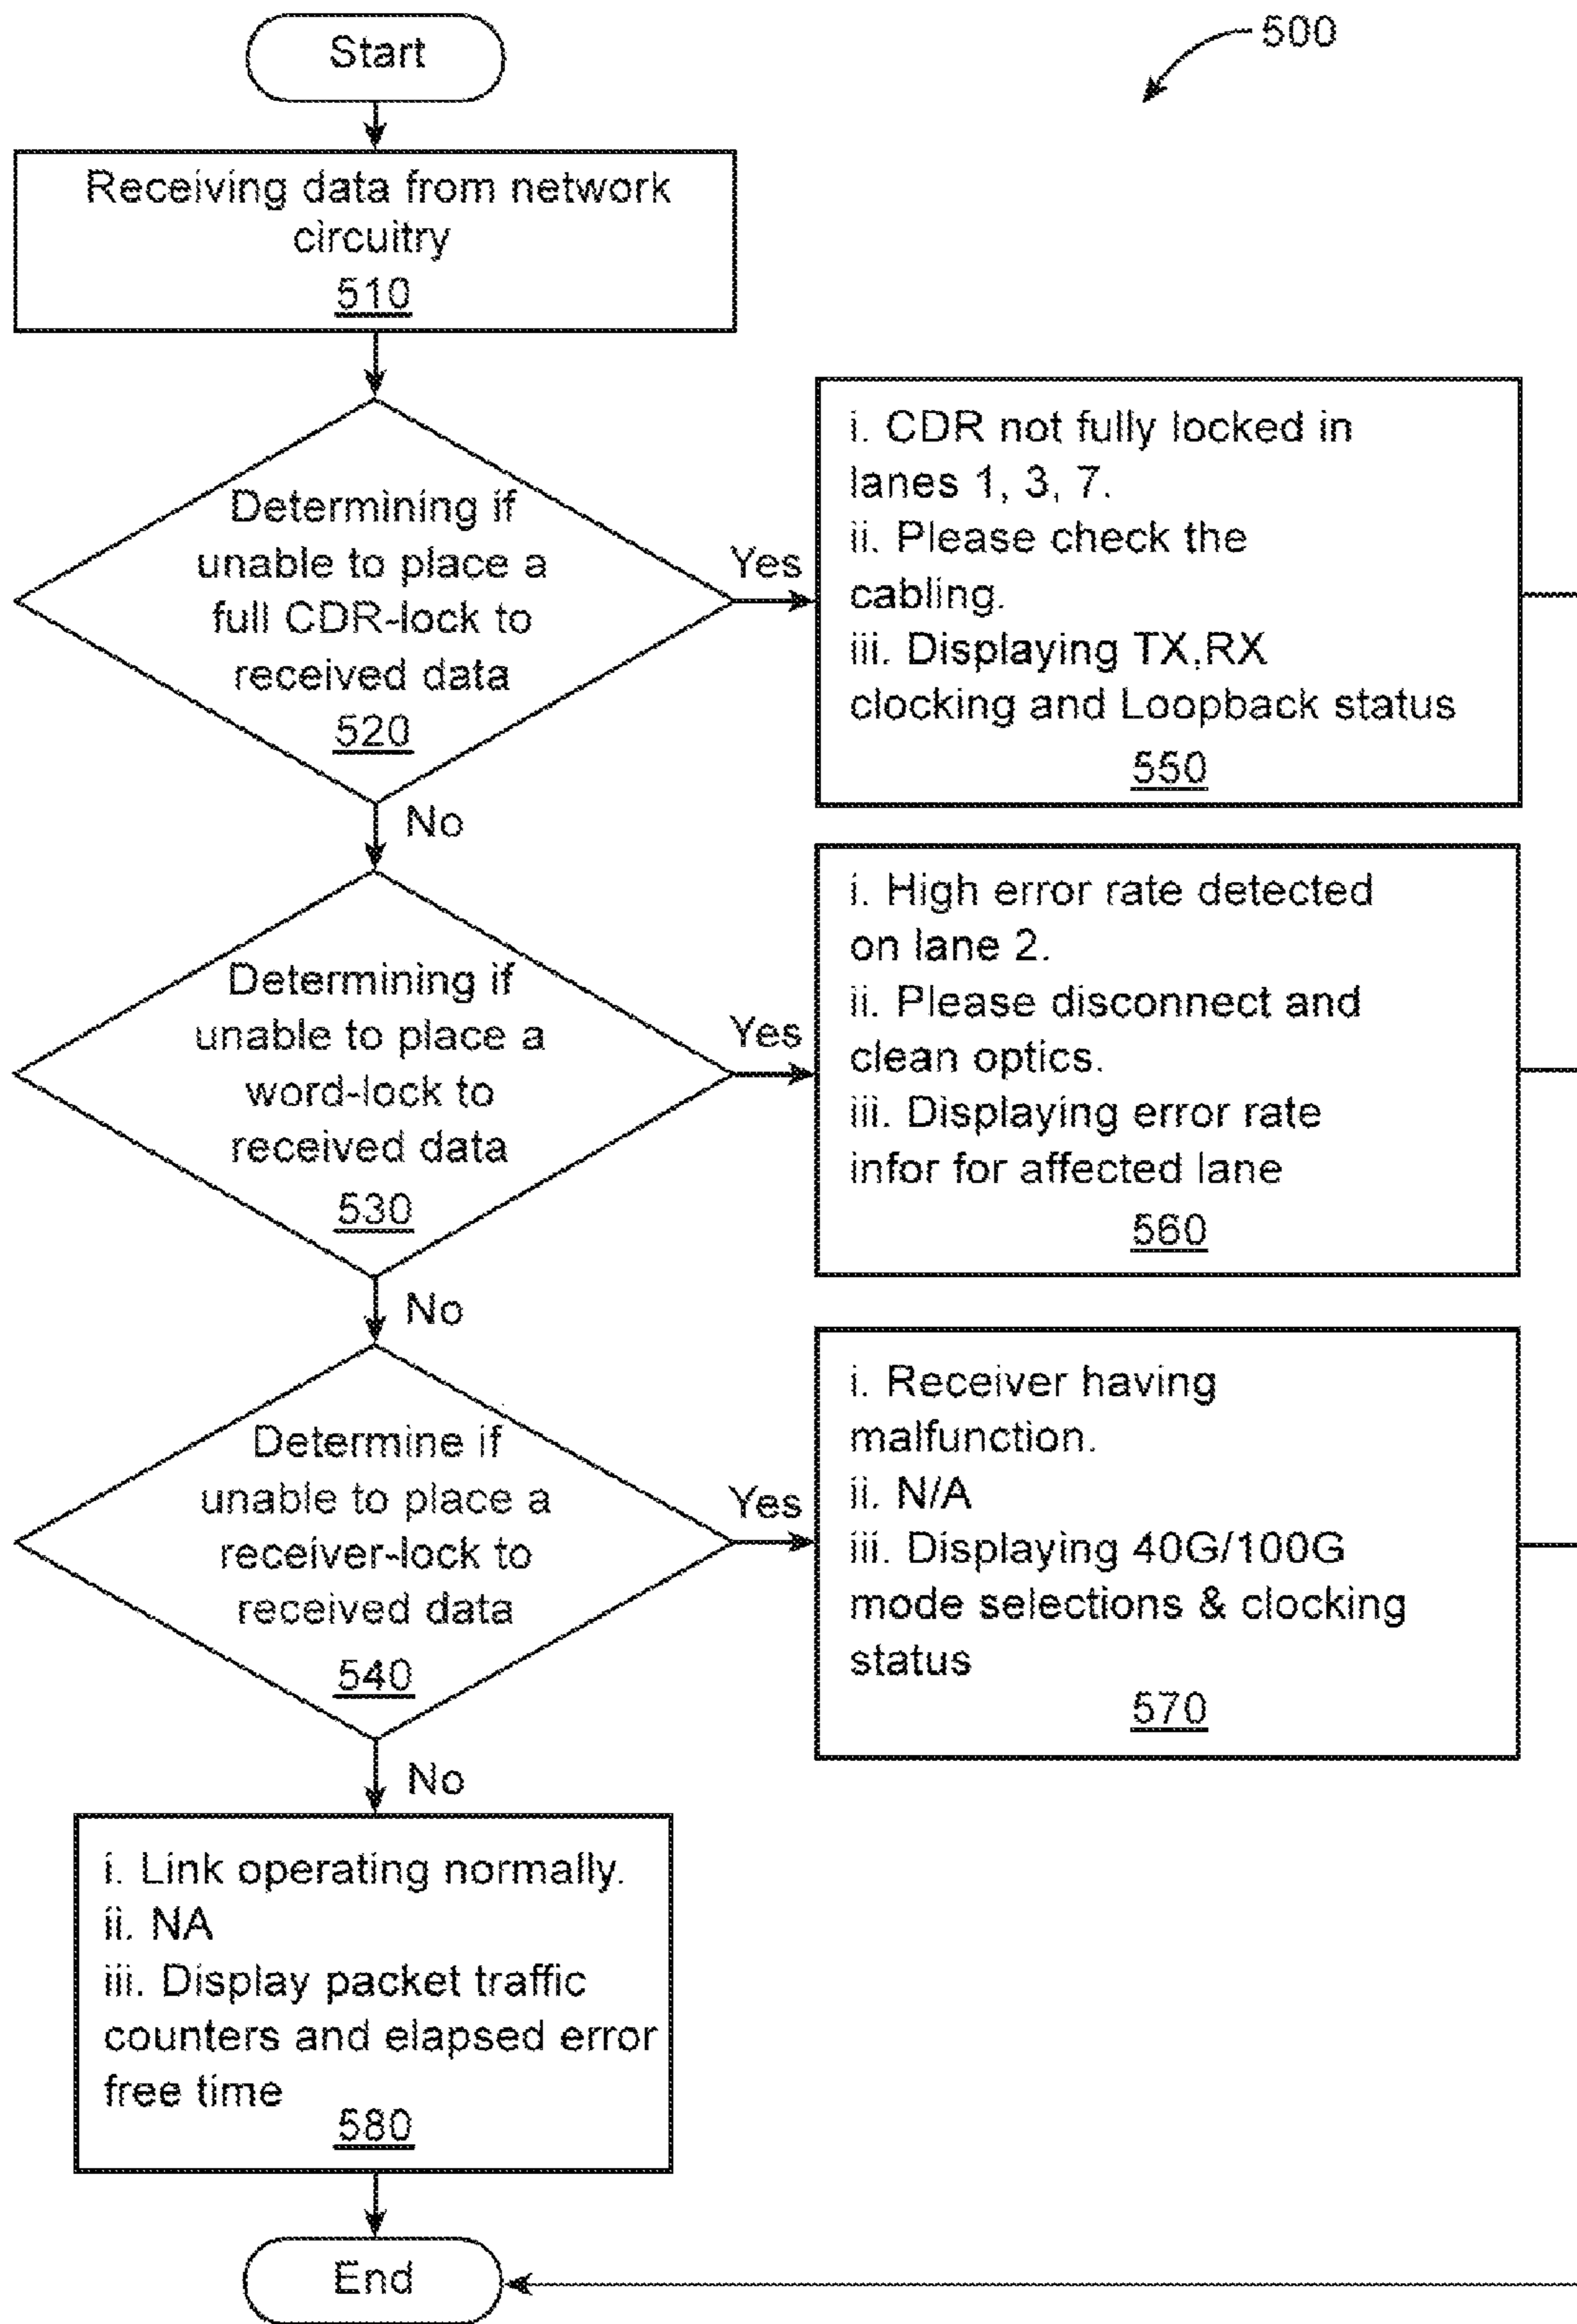 Start
500
Receiving data from network
circuitry
510
Determining if
unable to place a
full CDR-lock to
received data
520
Yes
i. CDR not fully locked in
lanes 1, 3, 7.
ii. Please check the
cabling.
iii. Displaying TX,RX
clocking and Loopback status
550
No
Determining if
unable to place a
word-lock to
received data
530
Yes
i. High error rate detected
on lane 2.
ii. Please disconnect and
clean optics.
iii. Displaying error rate
infor for affected lane
560
No
Determine if
unable to place a
receiver-lock to
received data
540
Yes
i. Receiver having
malfunction.
ii. N/A
iii. Displaying 40G/100G
mode selections & clocking
status
570
No
i. Link operating normally.
ii. NA
iii. Display packet traffic
counters and elapsed error
free time
580
End